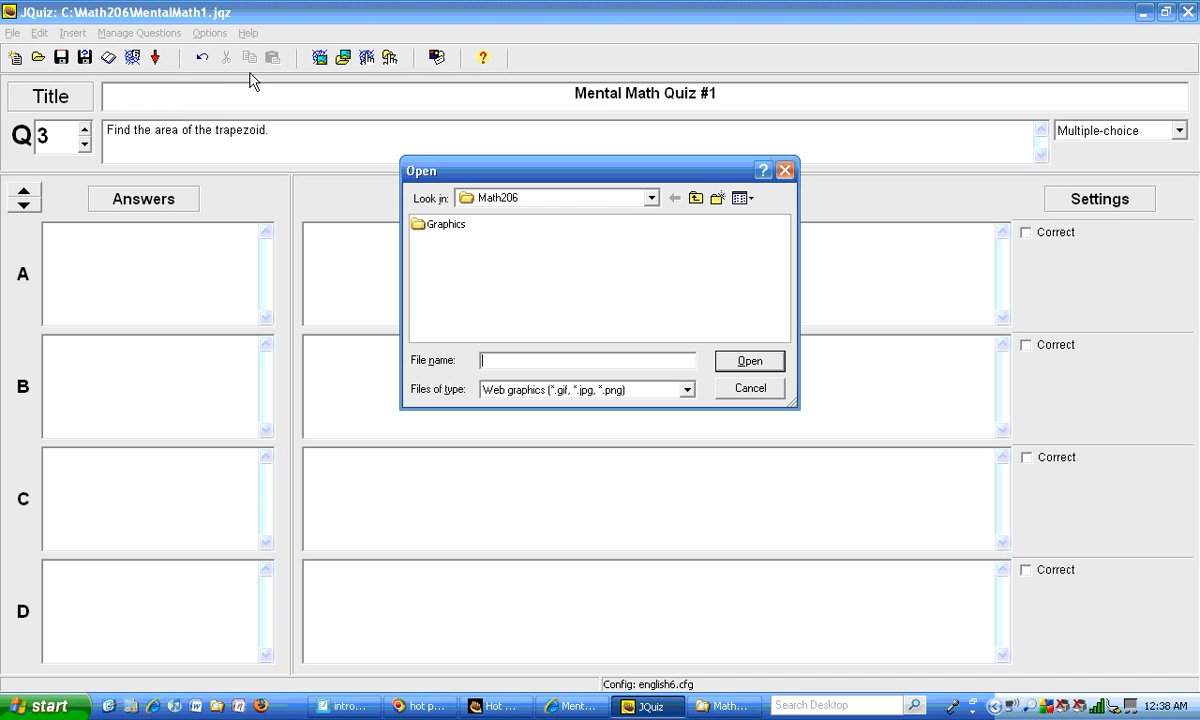 JQuiz: C:\Math206\MentalMath1.jqz
File Edit Insert Manage Questions Options Help
Title
Mental Math Quiz #1
Q 3
Find the area of the trapezoid.
Multiple-choice
Open
Look in: Math206
Graphics
File name:
Open
Files of type: Web graphics (*.gif, *.jpg, *.png)
Cancel
Answers
Settings
A
Correct
B
Correct
C
Correct
D
Correct
Config: english6.cfg
start
intro...
hot p...
Hot ...
Ment...
JQuiz
Math...
Search Desktop
12:38 AM